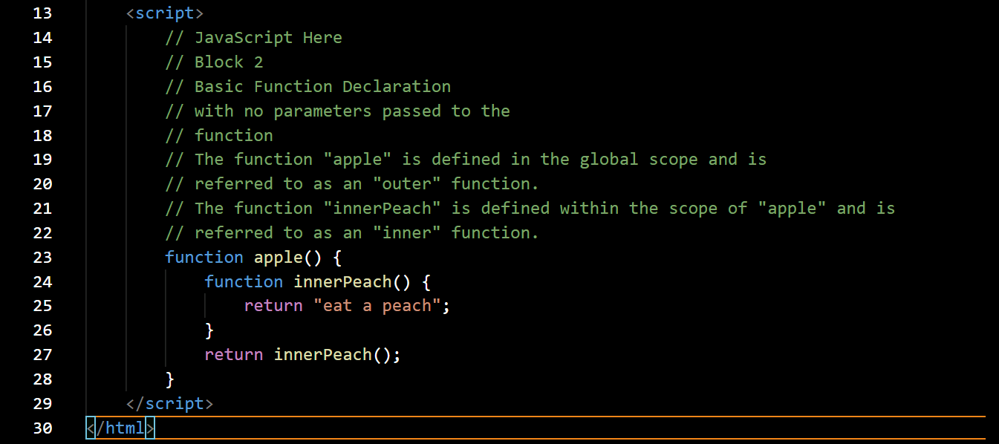 13 <script>
14 // JavaScript Here
15 // Block 2
16 // Basic Function Declaration
17 // with no parameters passed to the
18 // function
19 // The function "apple" is defined in the global scope and is
20 // referred to as an "outer" function.
21 // The function "innerPeach" is defined within the scope of "apple" and is
22 // referred to as an "inner" function.
23 function apple() {
24 function innerPeach() {
25 return "eat a peach";
26 }
27 return innerPeach();
28 }
29 </script>
30 </html>